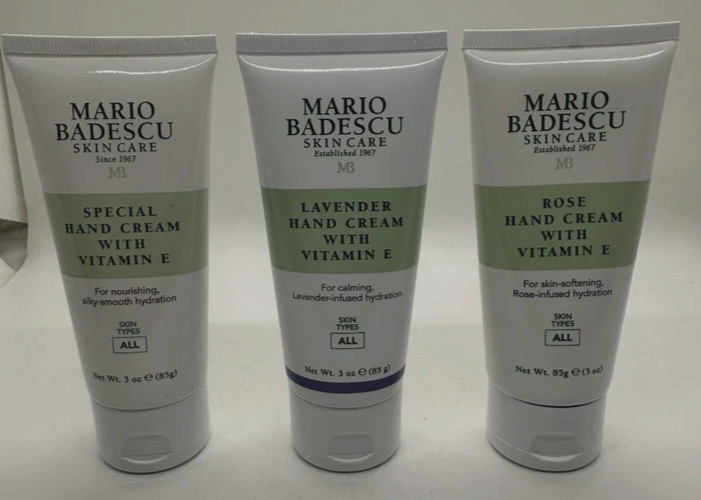 MARIO
BADESCU
SKIN CARE
Since 1967
MB
SPECIAL
HAND CREAM
WITH
VITAMIN E
For nourishing,
silky-smooth hydration
SKIN
TYPES
ALL
Net Wt. 3 oz ℮ (85g)
MARIO
BADESCU
SKIN CARE
Established 1967
MB
LAVENDER
HAND CREAM
WITH
VITAMIN E
For calming,
Lavender-infused hydration
SKIN
TYPES
ALL
Net Wt. 3 oz ℮ (85 g)
MARIO
BADESCU
SKIN CARE
Established 1967
MB
ROSE
HAND CREAM
WITH
VITAMIN E
For skin-softening,
Rose-infused hydration
SKIN
TYPES
ALL
Net Wt. 85g ℮ (3 oz)